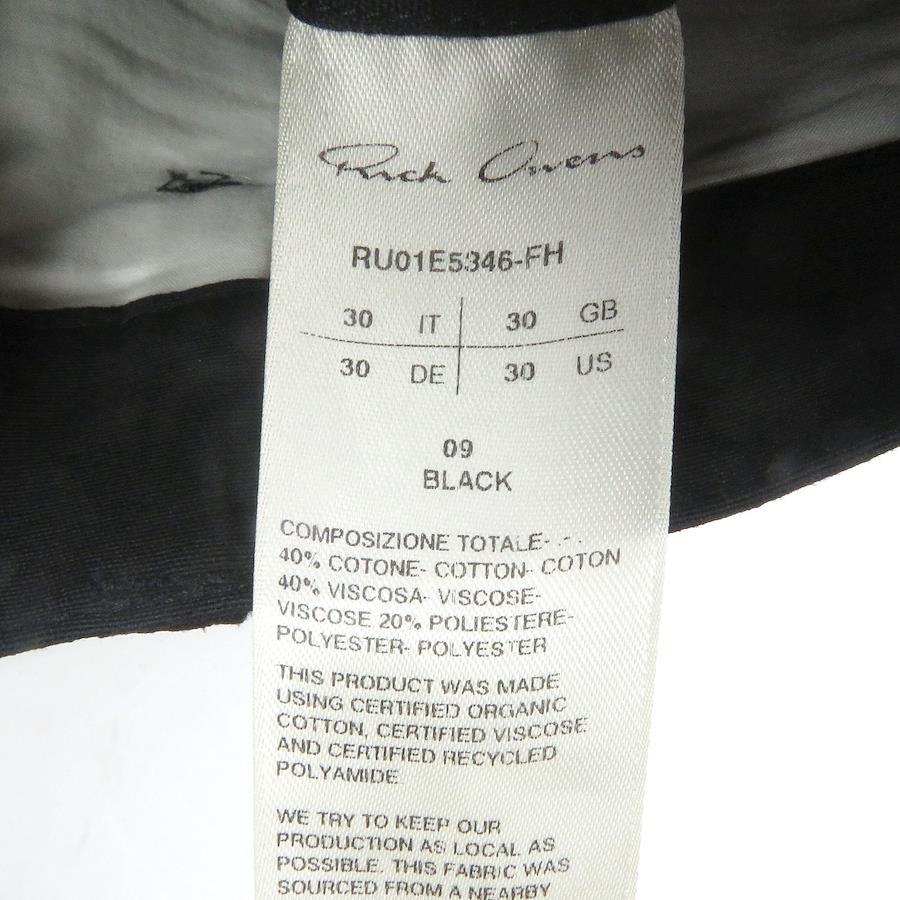 Rick Owens
RU01E5346-FH
30 IT 30 GB
30 DE 30 US
09
BLACK
COMPOSIZIONE TOTALE- - -
40% COTONE- COTTON- COTON
40% VISCOSA- VISCOSE-
VISCOSE 20% POLIESTERE-
POLYESTER- POLYESTER
THIS PRODUCT WAS MADE
USING CERTIFIED ORGANIC
COTTON, CERTIFIED VISCOSE
AND CERTIFIED RECYCLED
POLYAMIDE
WE TRY TO KEEP OUR
PRODUCTION AS LOCAL AS
POSSIBLE. THIS FABRIC WAS
SOURCED FROM A NEARBY